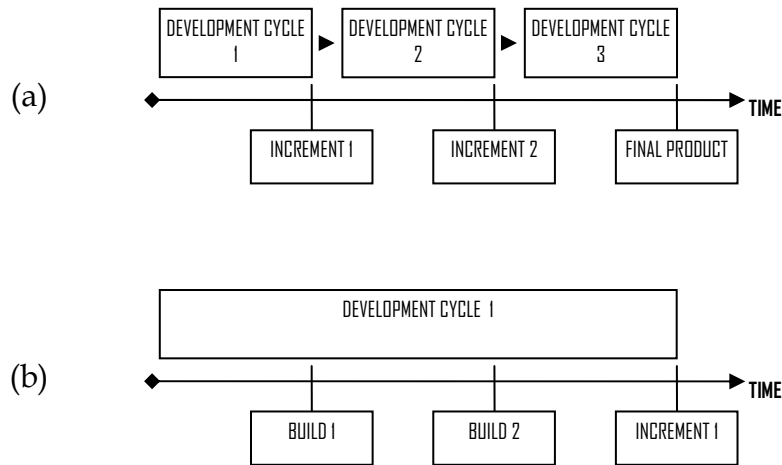 DEVELOPMENT CYCLE
1
DEVELOPMENT CYCLE
2
DEVELOPMENT CYCLE
3
(a)
TIME
INCREMENT 1
INCREMENT 2
FINAL PRODUCT
DEVELOPMENT CYCLE 1
(b)
TIME
BUILD 1
BUILD 2
INCREMENT 1